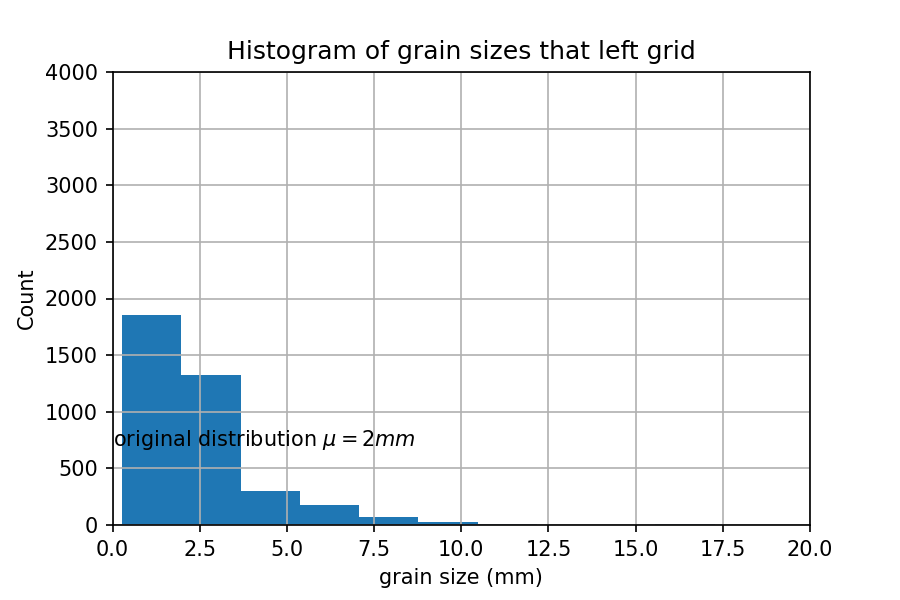 Histogram of grain sizes that left grid
4000
3500
3000
2500
2000
1500
1000
500
0
Count
original distribution μ = 2mm
0.0 2.5 5.0 7.5 10.0 12.5 15.0 17.5 20.0
grain size (mm)